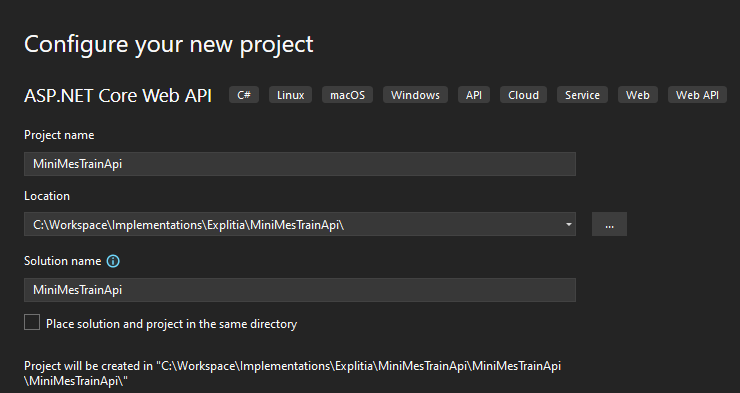 Configure your new project
ASP.NET Core Web API C# Linux macOS Windows API Cloud Service Web Web API
Project name
MiniMesTrainApi
Location
C:\Workspace\Implementations\Explitia\MiniMesTrainApi\ ...
Solution name
MiniMesTrainApi
Place solution and project in the same directory
Project will be created in "C:\Workspace\Implementations\Explitia\MiniMesTrainApi\MiniMesTrainApi
\MiniMesTrainApi\"